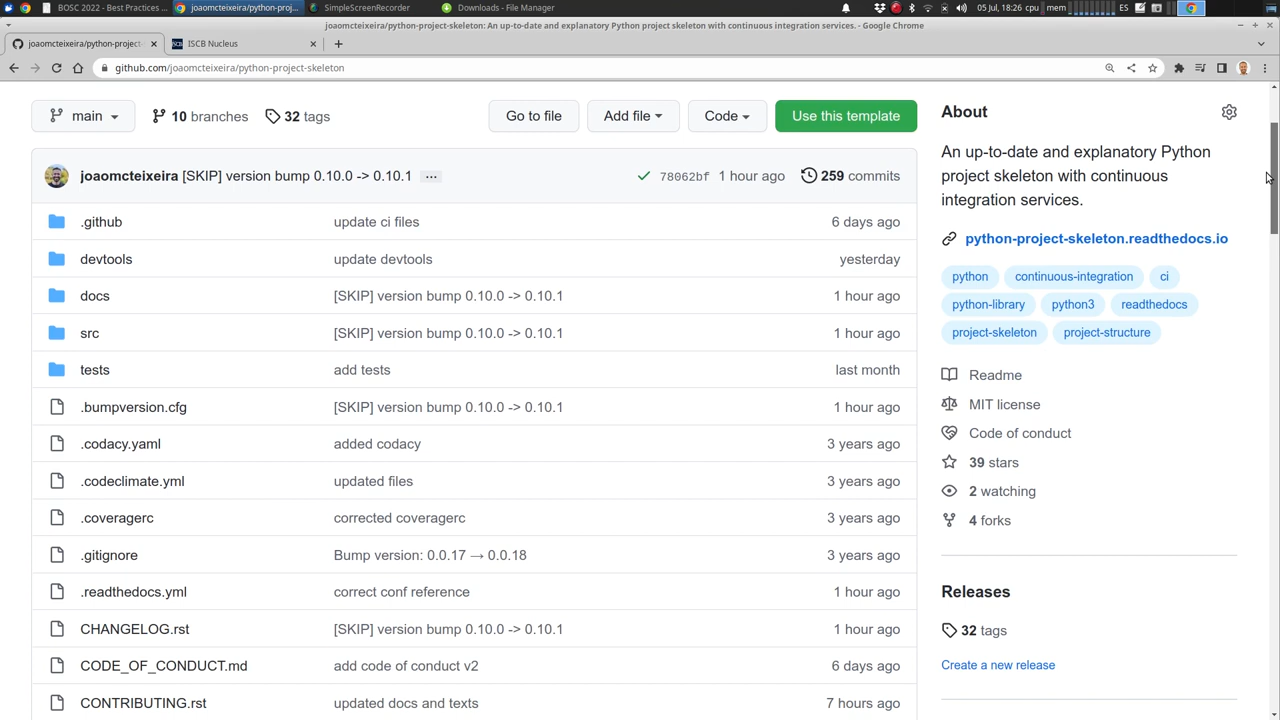 BOSC 2022 - Best Practices ...
joaomcteixeira/python-proj...
SimpleScreenRecorder
Downloads - File Manager
05 jul, 18:26 cpu
mem
ES
joaomcteixeira/python-project-skeleton: An up-to-date and explanatory Python project skeleton with continuous integration services. - Google Chrome
joaomcteixeira/python-project
ISCB Nucleus
github.com/joaomcteixeira/python-project-skeleton
main
10 branches
32 tags
Go to file
Add file
Code
Use this template
joaomcteixeira [SKIP] version bump 0.10.0 -> 0.10.1 ...
78062bf 1 hour ago
259 commits
.github update ci files 6 days ago
devtools update devtools yesterday
docs [SKIP] version bump 0.10.0 -> 0.10.1 1 hour ago
src [SKIP] version bump 0.10.0 -> 0.10.1 1 hour ago
tests add tests last month
.bumpversion.cfg [SKIP] version bump 0.10.0 -> 0.10.1 1 hour ago
.codacy.yaml added codacy 3 years ago
.codeclimate.yml updated files 3 years ago
.coveragerc corrected coveragerc 3 years ago
.gitignore Bump version: 0.0.17 → 0.0.18 3 years ago
.readthedocs.yml correct conf reference 1 hour ago
CHANGELOG.rst [SKIP] version bump 0.10.0 -> 0.10.1 1 hour ago
CODE_OF_CONDUCT.md add code of conduct v2 6 days ago
CONTRIBUTING.rst updated docs and texts 7 hours ago
About
An up-to-date and explanatory Python
project skeleton with continuous
integration services.
python-project-skeleton.readthedocs.io
python continuous-integration ci
python-library python3 readthedocs
project-skeleton project-structure
Readme
MIT license
Code of conduct
39 stars
2 watching
4 forks
Releases
32 tags
Create a new release